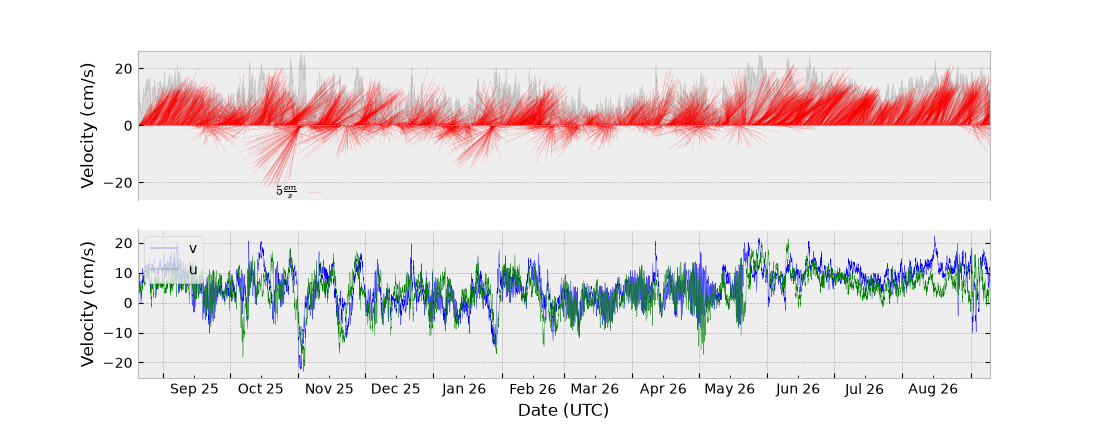 Velocity (cm/s)
20
0
−20
5 cm/s
Velocity (cm/s)
20
10
0
−10
−20
v
u
Sep 25 Oct 25 Nov 25 Dec 25 Jan 26 Feb 26 Mar 26 Apr 26 May 26 Jun 26 Jul 26 Aug 26
Date (UTC)